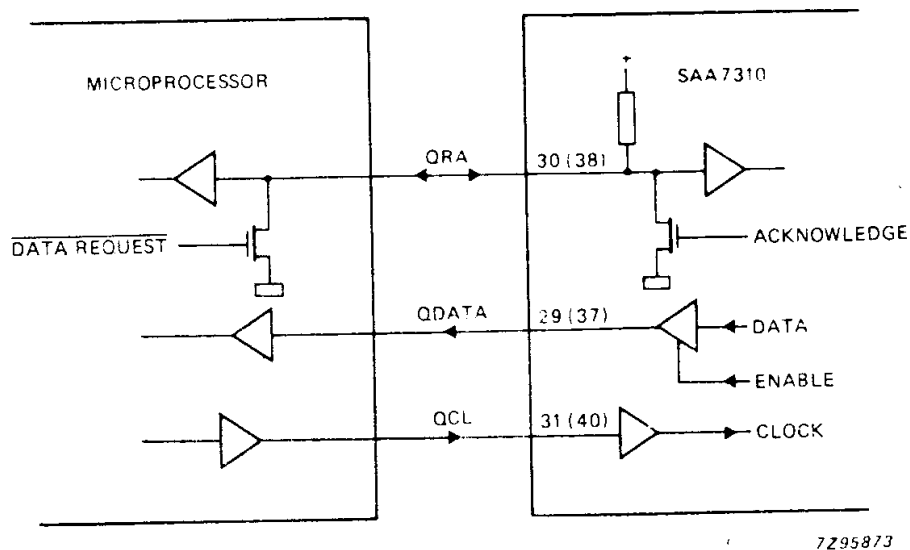 MICROPROCESSOR
SAA7310
+
QRA
30 (38)
DATA REQUEST
ACKNOWLEDGE
QDATA
29 (37)
DATA
ENABLE
QCL
31 (40)
CLOCK
7Z95873